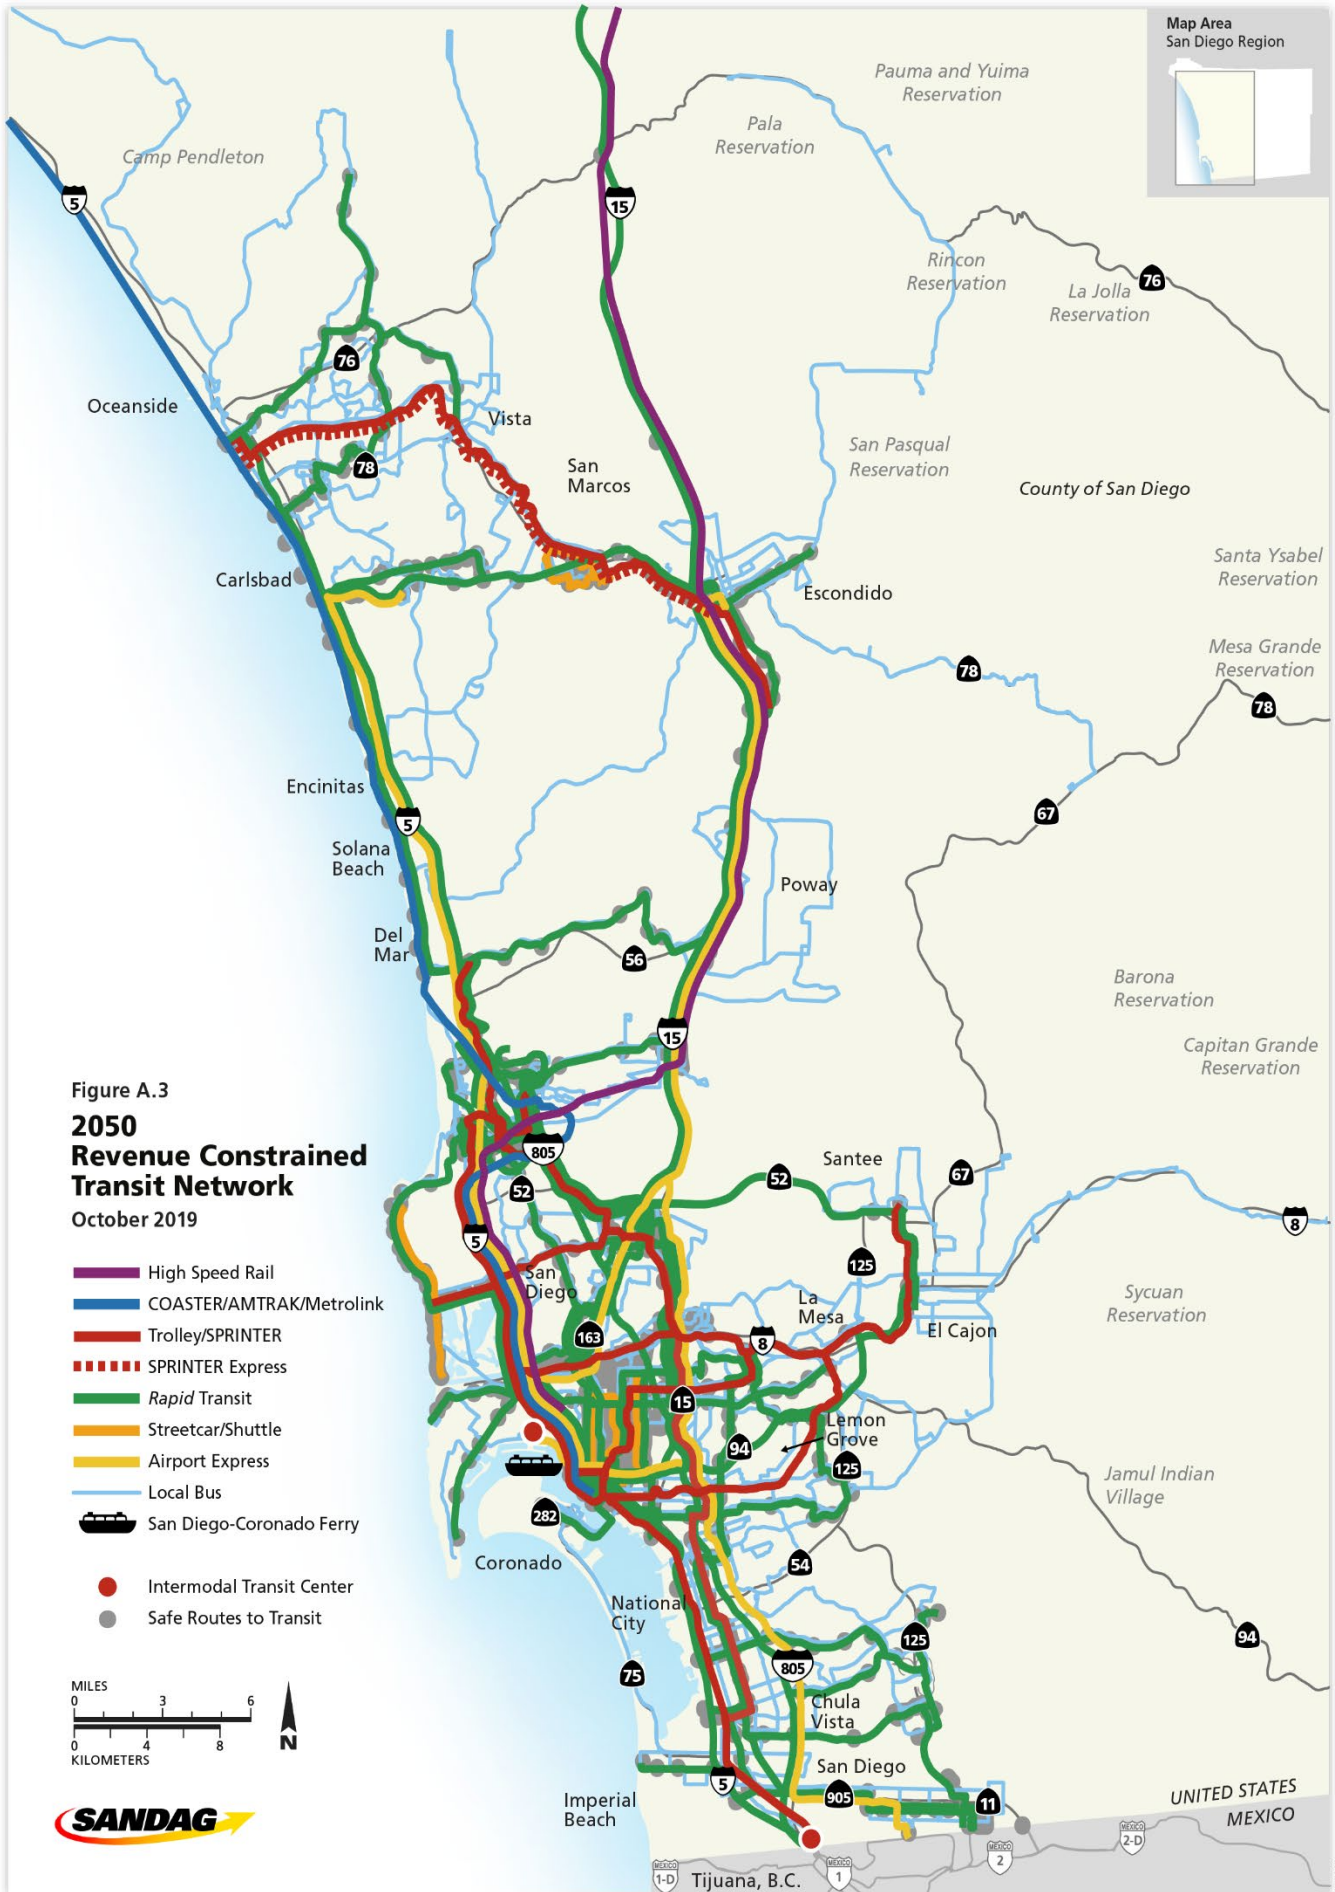 Map Area
San Diego Region
Pauma and Yuima
Reservation
Pala
Reservation
Camp Pendleton
5
15
Rincon
Reservation
La Jolla
Reservation
76
76
Oceanside
Vista
78
San
Marcos
San Pasqual
Reservation
County of San Diego
Santa Ysabel
Reservation
Carlsbad
Escondido
Mesa Grande
Reservation
78
78
Encinitas
5
67
Solana
Beach
Poway
Del
Mar
56
Barona
Reservation
15
Capitan Grande
Reservation
Figure A.3
2050
Revenue Constrained
Transit Network
October 2019
805
Santee
52
67
52
5
8
125
San
Diego
La
Mesa
Sycuan
Reservation
163
8
El Cajon
15
Lemon
Grove
94
125
Jamul Indian
Village
282
Coronado
54
National
City
125
94
75
805
Chula
Vista
San Diego
5
905
11
Imperial
Beach
UNITED STATES
MEXICO
MEXICO
1-D
Tijuana, B.C.
MEXICO
1
MEXICO
2
MEXICO
2-D
High Speed Rail
COASTER/AMTRAK/Metrolink
Trolley/SPRINTER
SPRINTER Express
Rapid Transit
Streetcar/Shuttle
Airport Express
Local Bus
San Diego-Coronado Ferry
Intermodal Transit Center
Safe Routes to Transit
MILES
0 3 6
0 4 8
KILOMETERS
N
SANDAG